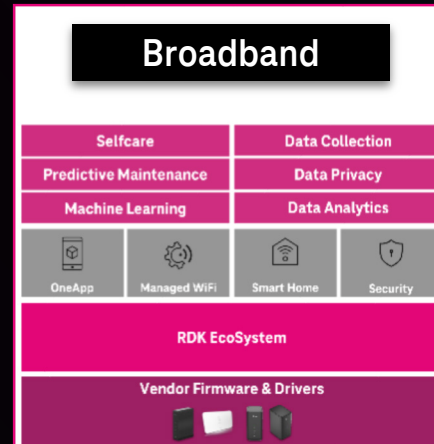 Broadband
Selfcare
Data Collection
Predictive Maintenance
Data Privacy
Machine Learning
Data Analytics
OneApp
Managed WiFi
Smart Home
Security
RDK EcoSystem
Vendor Firmware & Drivers